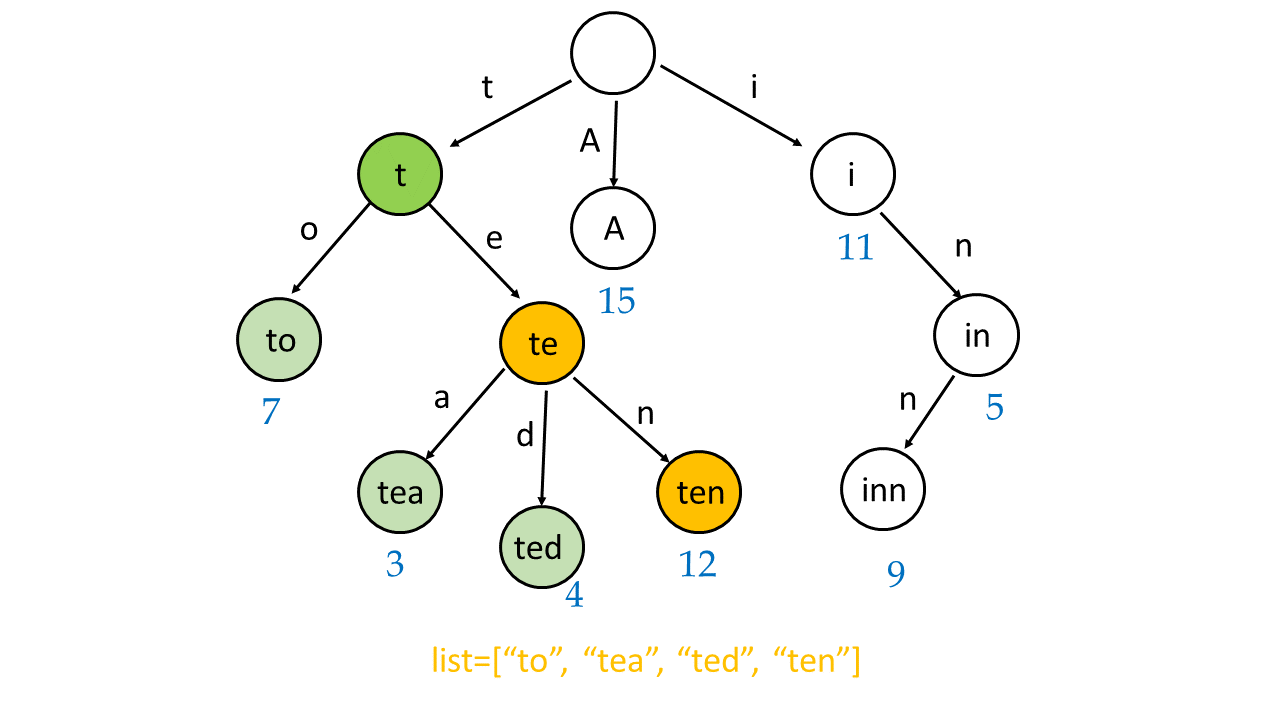 t
i
A
t
i
A
o
e
11
n
15
to
te
in
7
a
d
n
n
5
tea
ten
inn
ted
3
12
9
4
list=[“to”, “tea”, “ted”, “ten”]